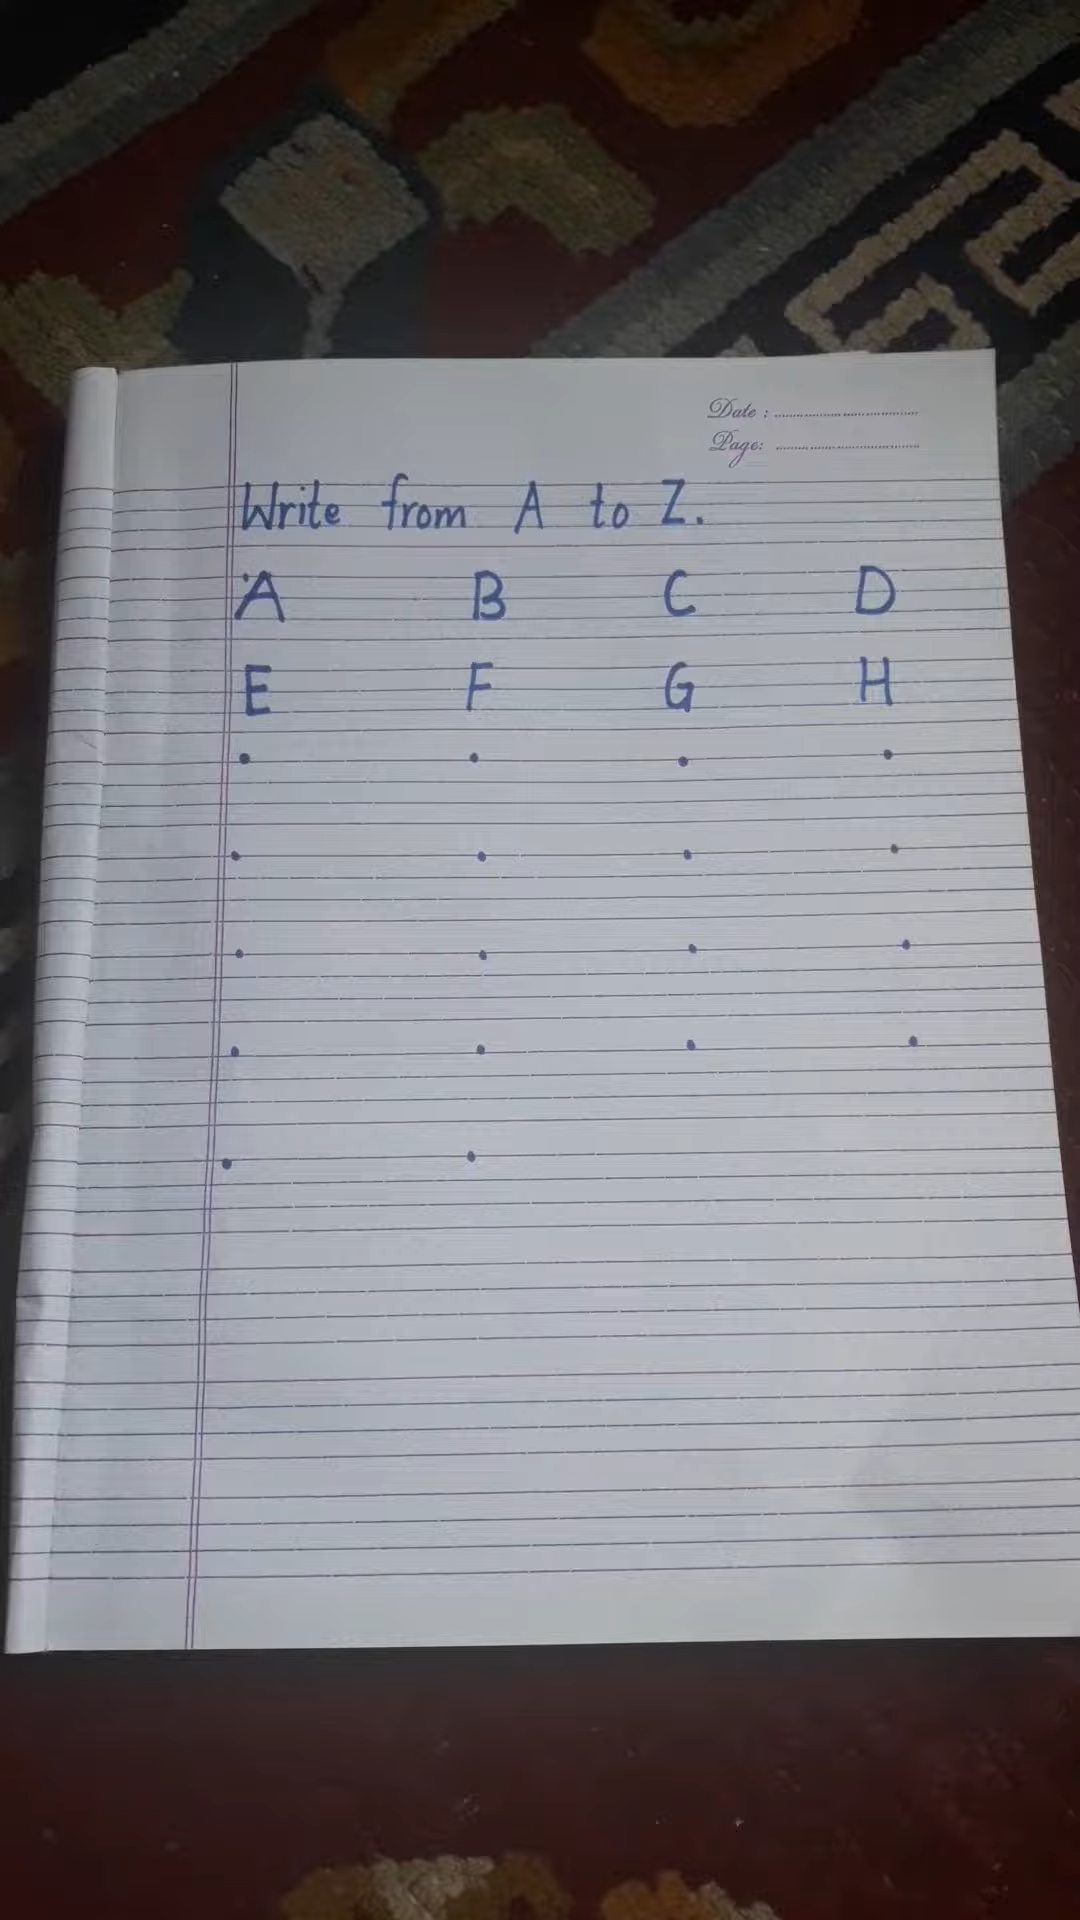 Date : ....................................
Page: ....................................
Write from A to Z.
A B C D
E F G H